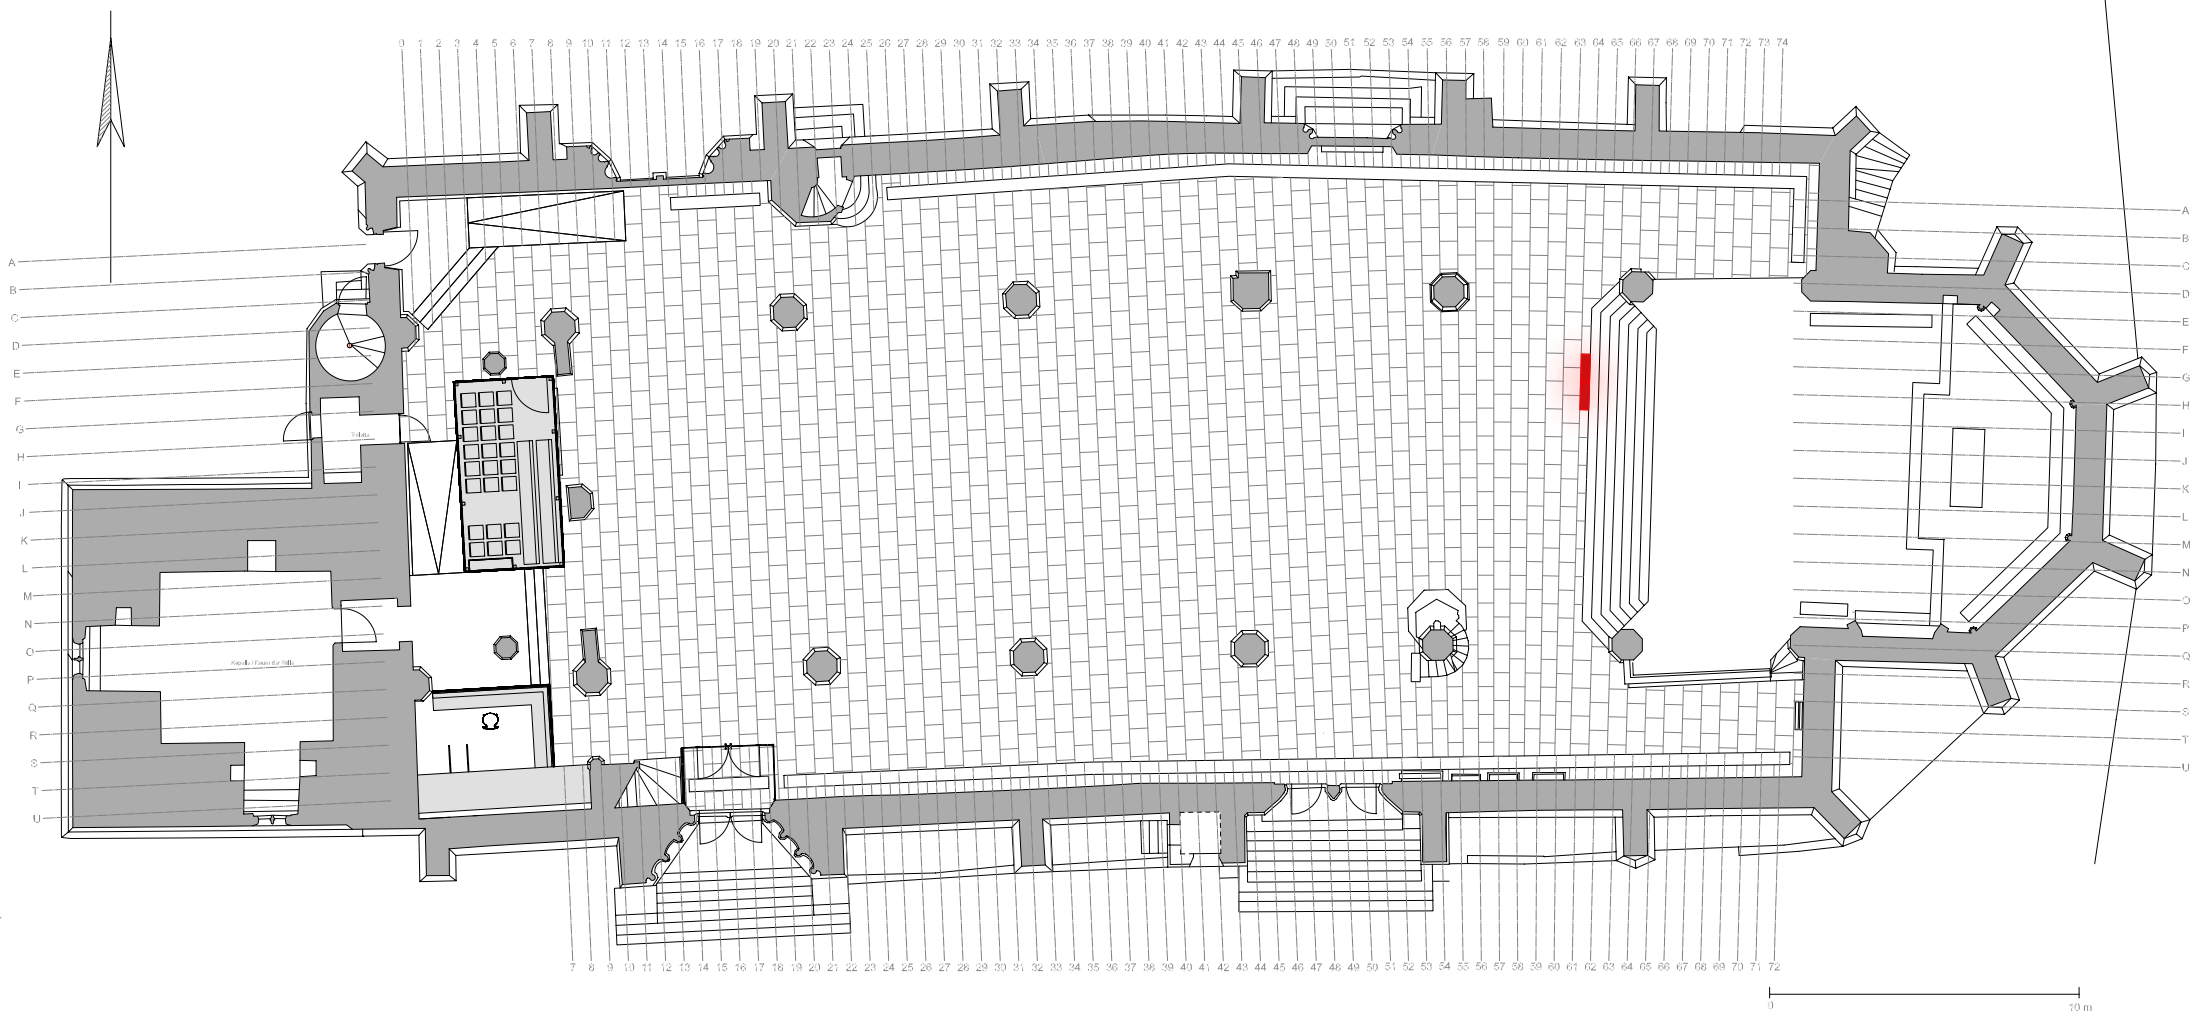 0 1 2 3 4 5 6 7 8 9 10 11 12 13 14 15 16 17 18 19 20 21 22 23 24 25 26 27 28 29 30 31 32 33 34 35 36 37 38 39 40 41 42 43 44 45 46 47 48 49 50 51 52 53 54 55 56 57 58 59 60 61 62 63 64 65 66 67 68 69 70 71 72 73 74
A
B
C
D
E
F
G
H
I
J
K
L
M
N
O
P
Q
R
S
T
U
A
B
C
D
E
F
G
H
I
J
K
L
M
N
O
P
Q
R
S
T
U
7 8 9 10 11 12 13 14 15 16 17 18 19 20 21 22 23 24 25 26 27 28 29 30 31 32 33 34 35 36 37 38 39 40 41 42 43 44 45 46 47 48 49 50 51 52 53 54 55 56 57 58 59 60 61 62 63 64 65 66 67 68 69 70 71 72
0 10 m